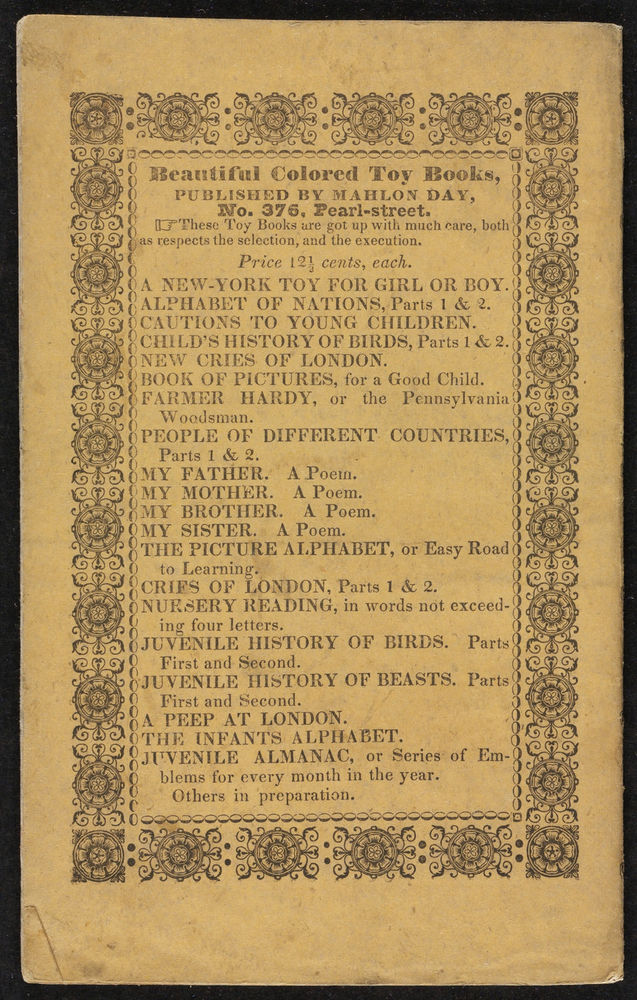 Beautiful Colored Toy Books,
PUBLISHED BY MAHLON DAY,
No. 376, Pearl-street.
☞These Toy Books are got up with much care, both
as respects the selection, and the execution.
Price 12½ cents, each.
A NEW-YORK TOY FOR GIRL OR BOY.
ALPHABET OF NATIONS, Parts 1 & 2.
CAUTIONS TO YOUNG CHILDREN.
CHILD'S HISTORY OF BIRDS, Parts 1 & 2.
NEW CRIES OF LONDON.
BOOK OF PICTURES, for a Good Child.
FARMER HARDY, or the Pennsylvania
Woodsman.
PEOPLE OF DIFFERENT COUNTRIES,
Parts 1 & 2.
MY FATHER. A Poem.
MY MOTHER. A Poem.
MY BROTHER. A Poem.
MY SISTER. A Poem.
THE PICTURE ALPHABET, or Easy Road
to Learning.
CRIES OF LONDON, Parts 1 & 2.
NURSERY READING, in words not exceed-
ing four letters.
JUVENILE HISTORY OF BIRDS. Parts
First and Second.
JUVENILE HISTORY OF BEASTS. Parts
First and Second.
A PEEP AT LONDON.
THE INFANTS ALPHABET.
JUVENILE ALMANAC, or Series of Em-
blems for every month in the year.
Others in preparation.